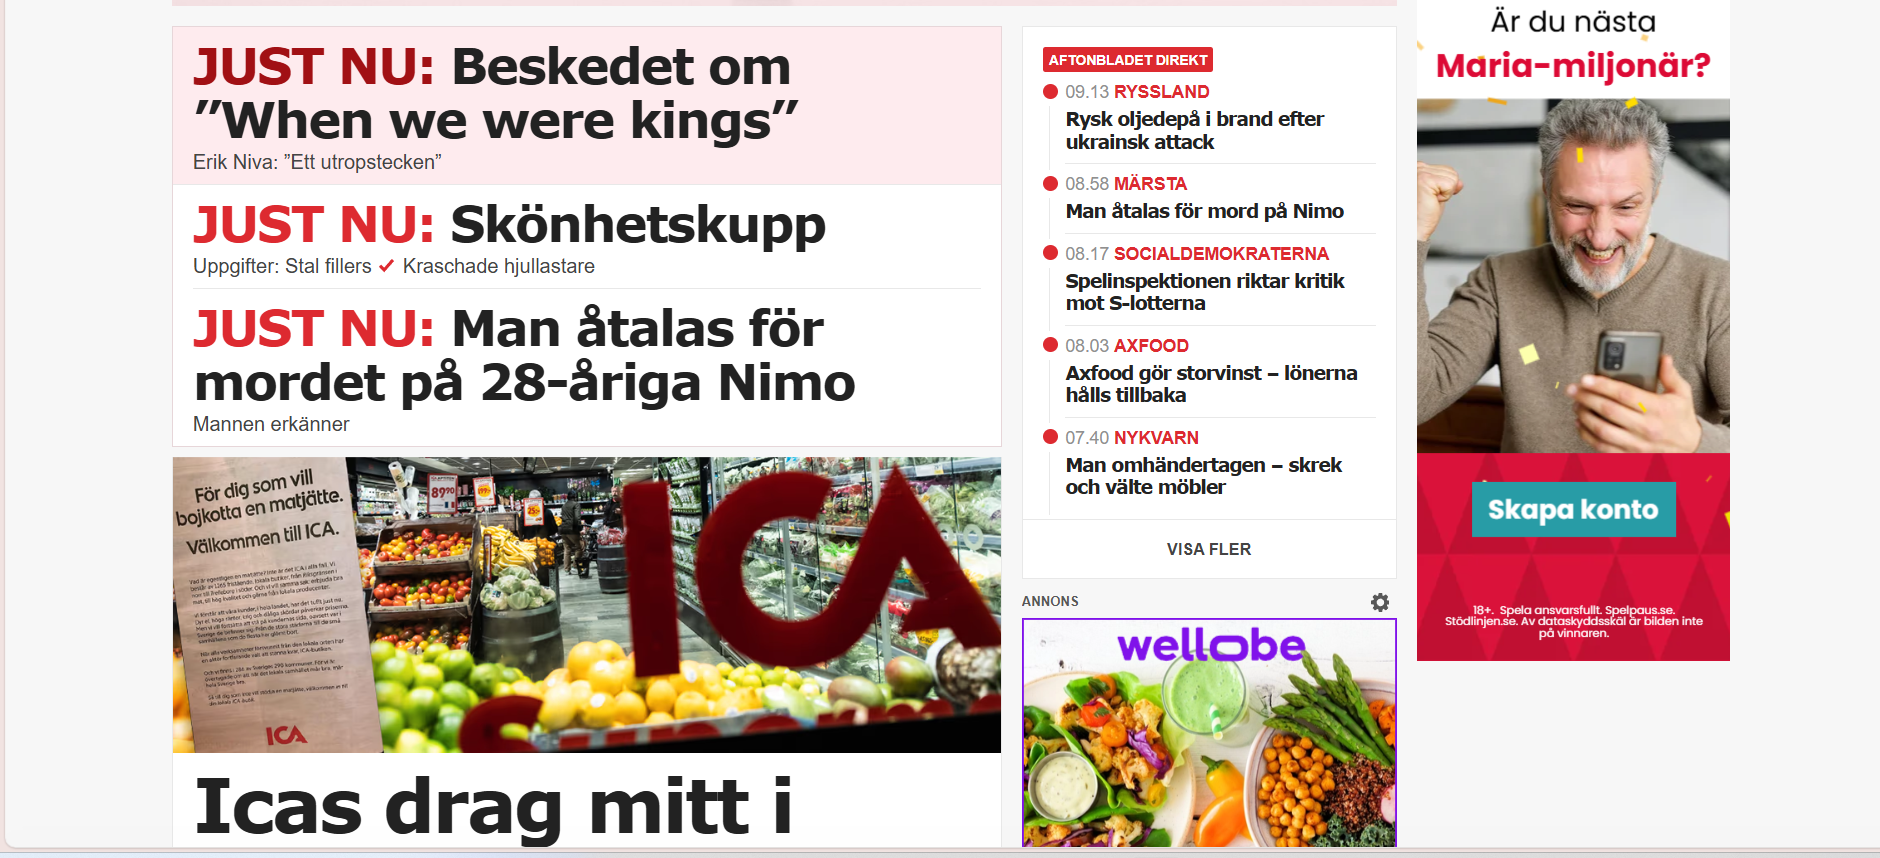 JUST NU: Beskedet om
”When we were kings”
Erik Niva: ”Ett utropstecken”
JUST NU: Skönhetskupp
Uppgifter: Stal fillers ✓ Kraschade hjullastare
JUST NU: Man åtalas för
mordet på 28-åriga Nimo
Mannen erkänner
För dig som vill
bojkotta en matjätte.
Välkommen till ICA.
ICA
89⁹⁰
ICA
Icas drag mitt i
AFTONBLADET DIREKT
09.13 RYSSLAND
Rysk oljedepå i brand efter
ukrainsk attack
08.58 MÄRSTA
Man åtalas för mord på Nimo
08.17 SOCIALDEMOKRATERNA
Spelinspektionen riktar kritik
mot S-lotterna
08.03 AXFOOD
Axfood gör storvinst – lönerna
hålls tillbaka
07.40 NYKVARN
Man omhändertagen – skrek
och välte möbler
VISA FLER
ANNONS
wellobe
Är du nästa
Maria-miljonär?
Skapa konto
18+. Spela ansvarsfullt. Spelpaus.se.
Stödlinjen.se. Av dataskyddsskäl är bilden inte
på vinnaren.